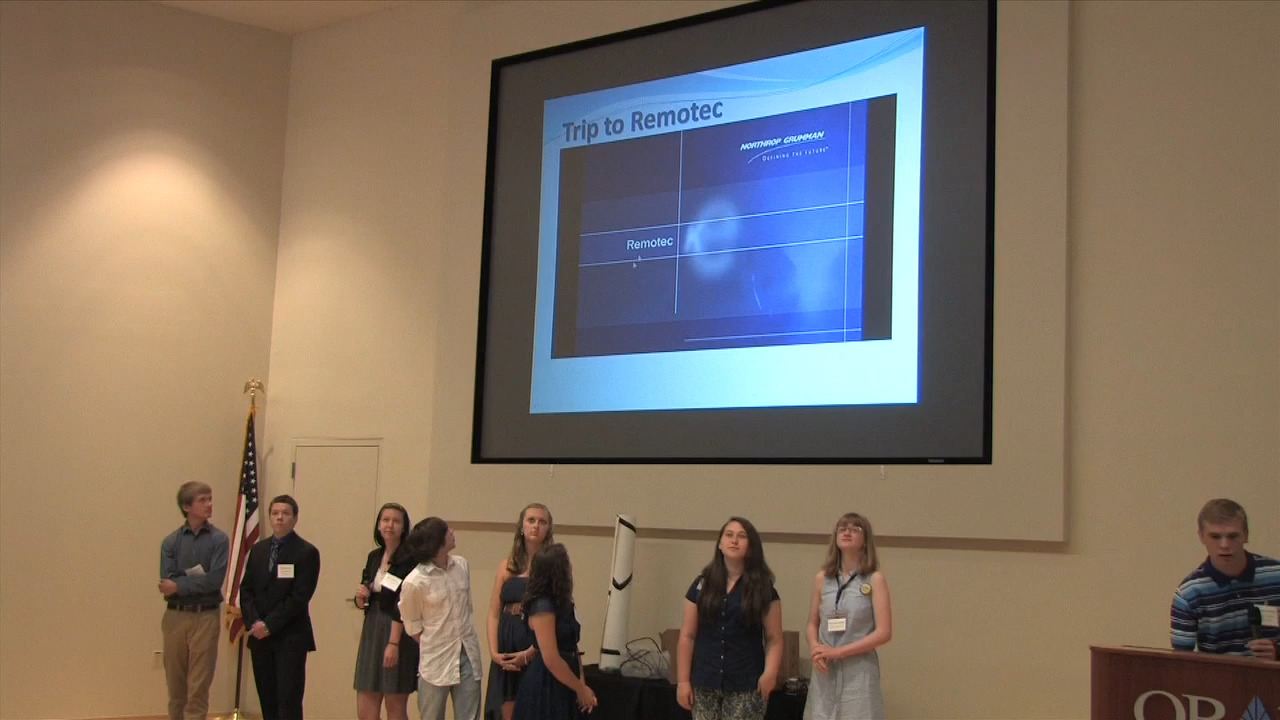 Trip to Remotec
NORTHROP GRUMMAN
DEFINING THE FUTURE
Remotec